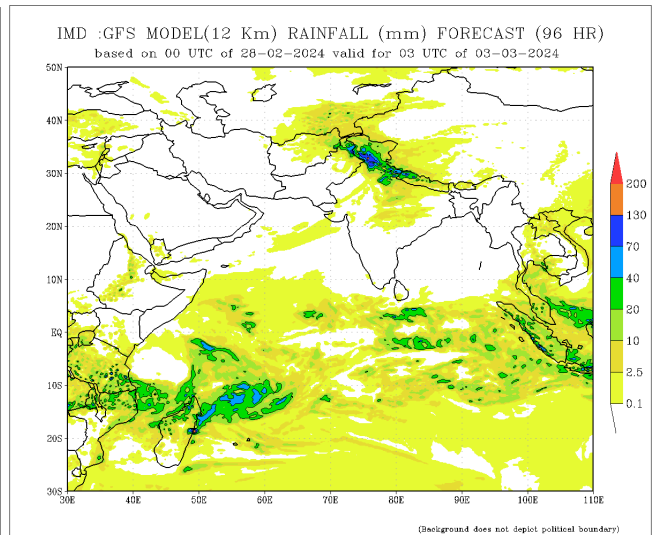 IMD :GFS MODEL(12 Km) RAINFALL (mm) FORECAST (96 HR)
based on 00 UTC of 28-02-2024 valid for 03 UTC of 03-03-2024
50N
40N
30N
20N
10N
EQ
10S
20S
30S
30E 40E 50E 60E 70E 80E 90E 100E 110E
200
130
70
40
20
10
2.5
0.1
(Background does not depict political boundary)